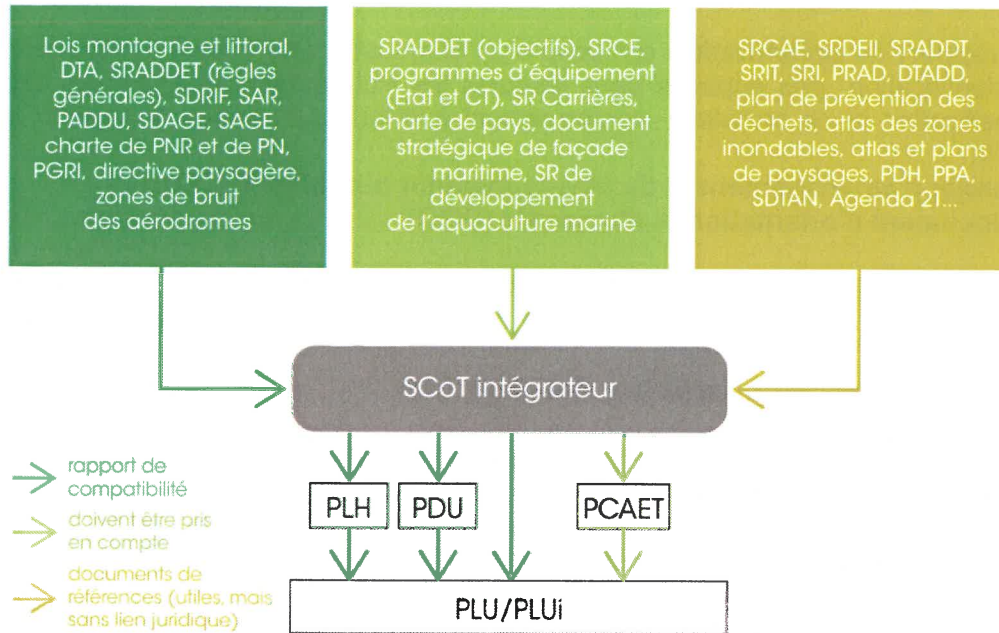 Lois montagne et littoral,
DTA, SRADDET (règles
générales), SDRIF, SAR,
PADDU, SDAGE, SAGE,
charte de PNR et de PN,
PGRI, directive paysagère,
zones de bruit
des aérodromes
SRADDET (objectifs), SRCE,
programmes d'équipement
(État et CT), SR Carrières,
charte de pays, document
stratégique de façade
maritime, SR de
développement
de l'aquaculture marine
SRCAE, SRDEII, SRADDT,
SRIT, SRI, PRAD, DTADD,
plan de prévention des
déchets, atlas des zones
inondables, atlas et plans
de paysages, PDH, PPA,
SDTAN, Agenda 21...
SCoT intégrateur
rapport de
compatibilité
doivent être pris
en compte
documents de
références (utiles, mais
sans lien juridique)
PLH
PDU
PCAET
PLU/PLUi